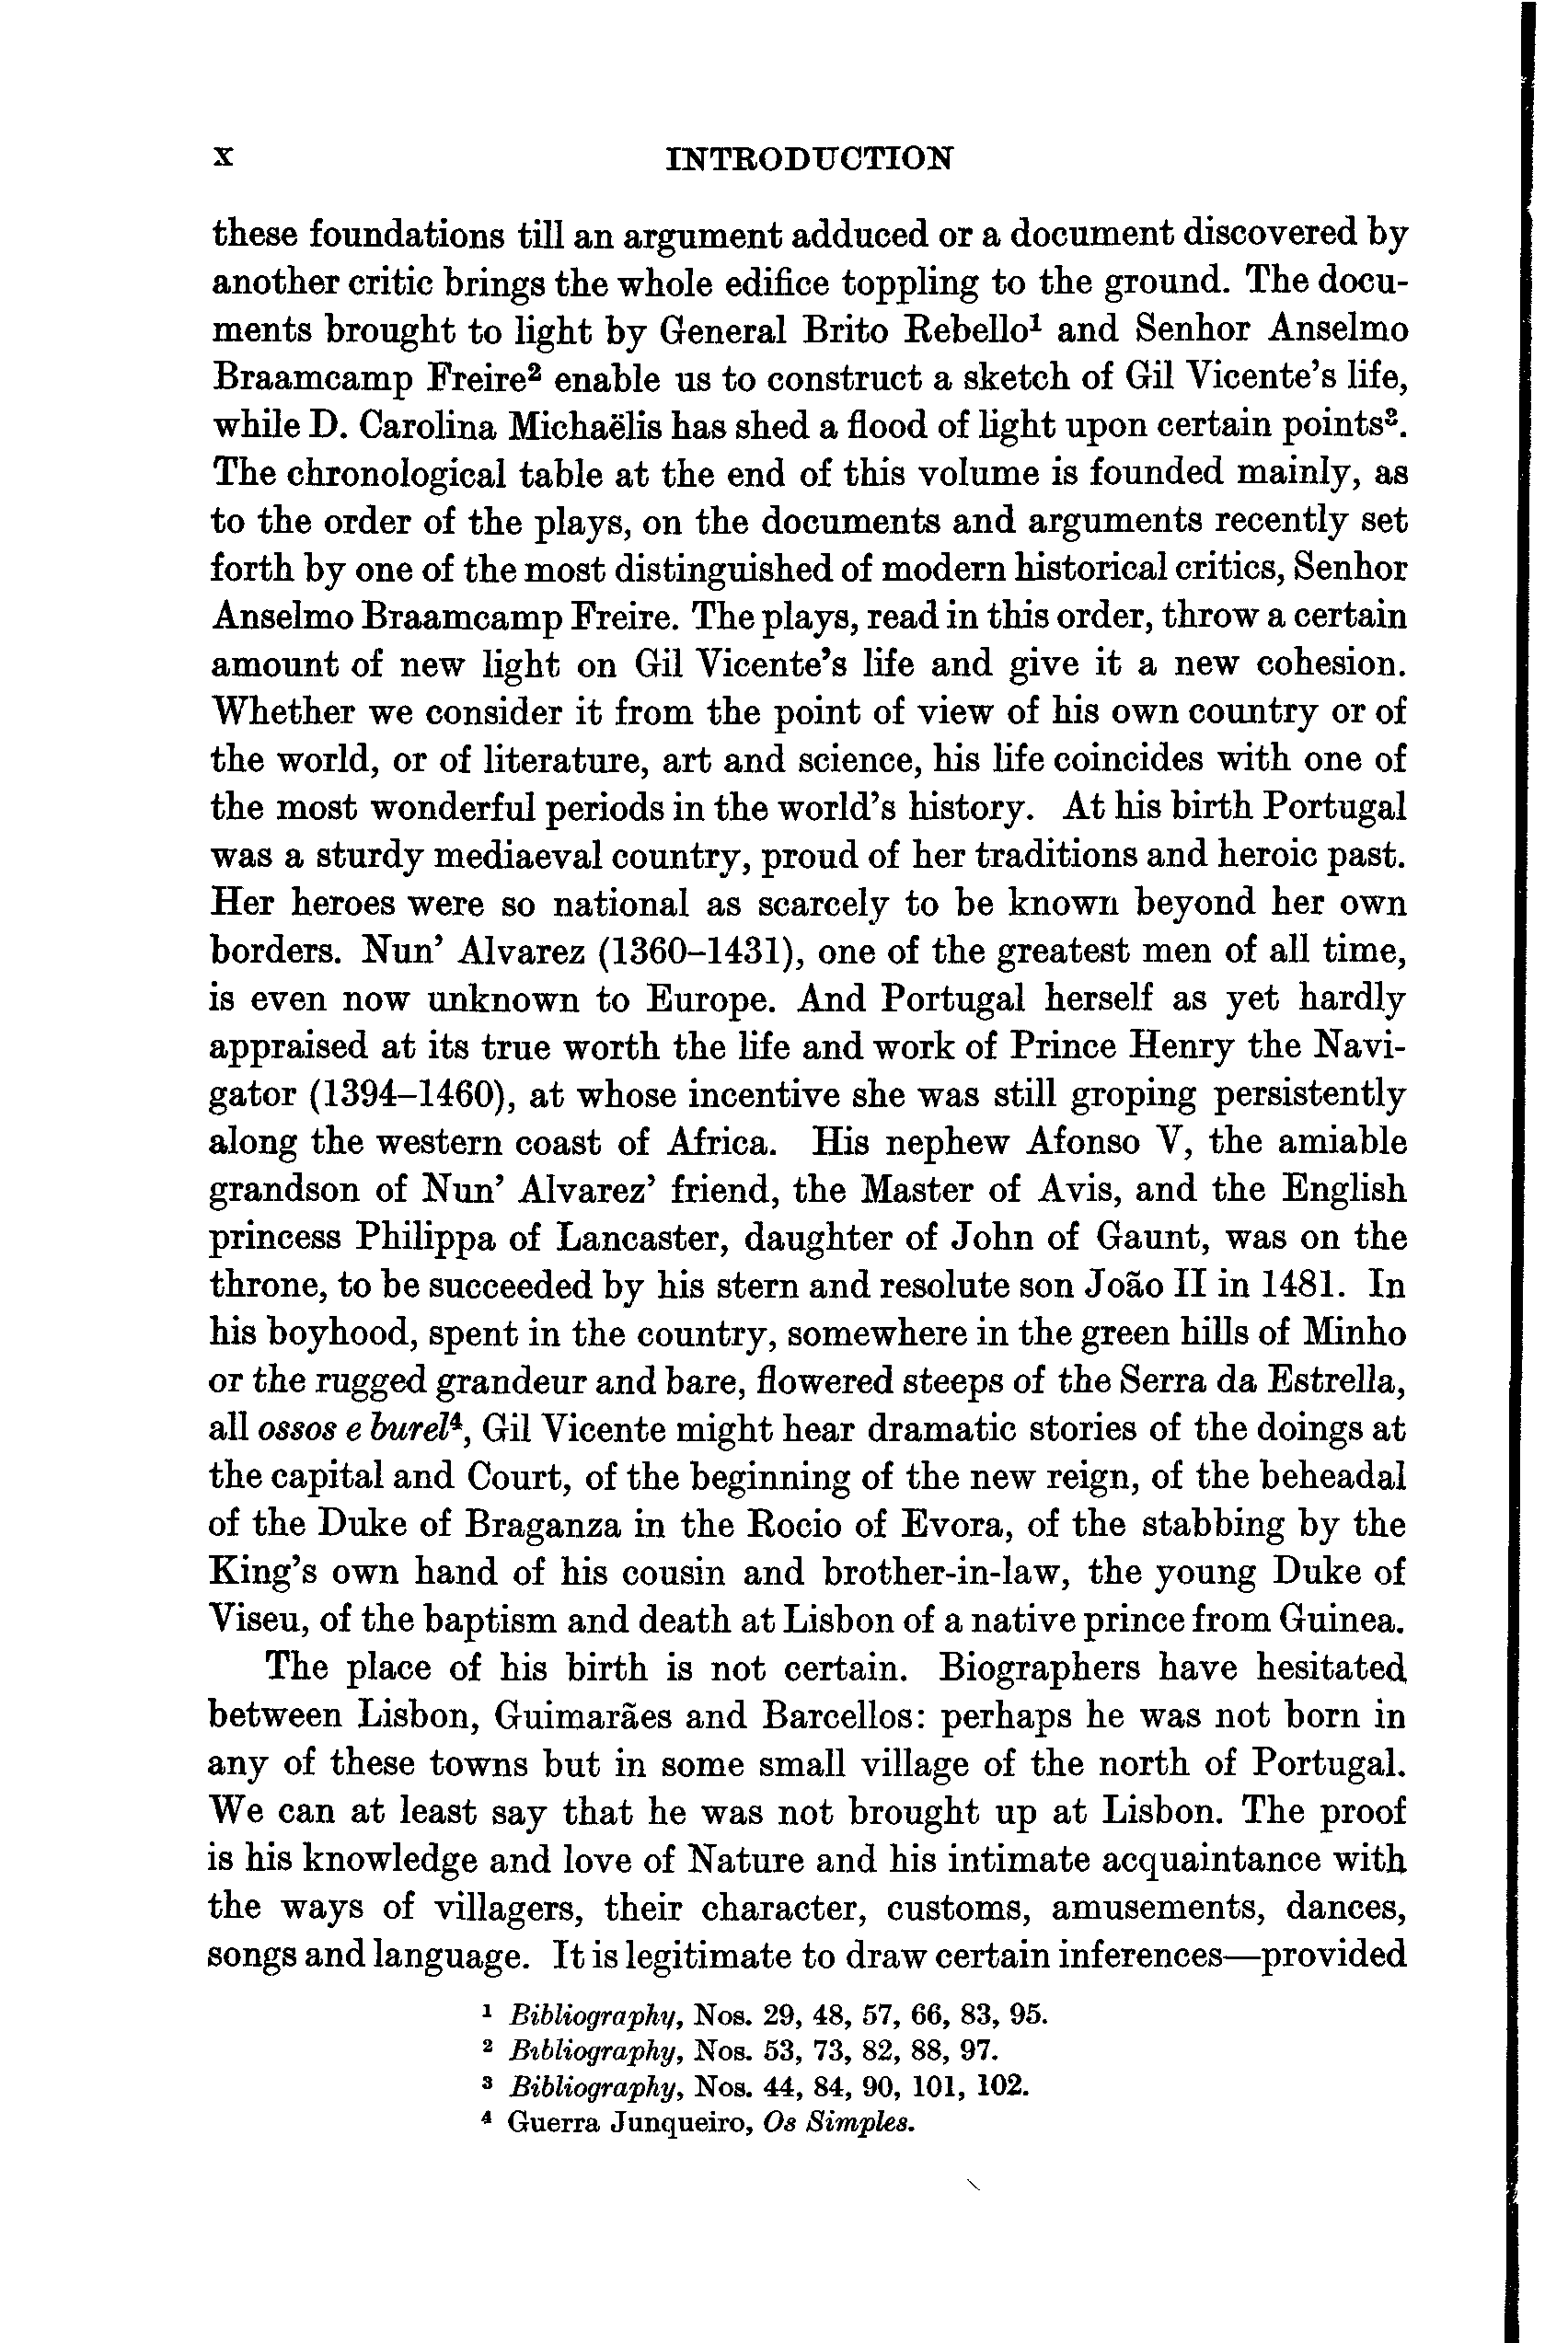 x INTRODUCTION
these foundations till an argument adduced or a document discovered by
another critic brings the whole edifice toppling to the ground. The docu-
ments brought to light by General Brito Rebello¹ and Senhor Anselmo
Braamcamp Freire² enable us to construct a sketch of Gil Vicente's life,
while D. Carolina Michaëlis has shed a flood of light upon certain points³.
The chronological table at the end of this volume is founded mainly, as
to the order of the plays, on the documents and arguments recently set
forth by one of the most distinguished of modern historical critics, Senhor
Anselmo Braamcamp Freire. The plays, read in this order, throw a certain
amount of new light on Gil Vicente's life and give it a new cohesion.
Whether we consider it from the point of view of his own country or of
the world, or of literature, art and science, his life coincides with one of
the most wonderful periods in the world's history. At his birth Portugal
was a sturdy mediaeval country, proud of her traditions and heroic past.
Her heroes were so national as scarcely to be known beyond her own
borders. Nun' Alvarez (1360–1431), one of the greatest men of all time,
is even now unknown to Europe. And Portugal herself as yet hardly
appraised at its true worth the life and work of Prince Henry the Navi-
gator (1394–1460), at whose incentive she was still groping persistently
along the western coast of Africa. His nephew Afonso V, the amiable
grandson of Nun' Alvarez' friend, the Master of Avis, and the English
princess Philippa of Lancaster, daughter of John of Gaunt, was on the
throne, to be succeeded by his stern and resolute son João II in 1481. In
his boyhood, spent in the country, somewhere in the green hills of Minho
or the rugged grandeur and bare, flowered steeps of the Serra da Estrella,
all ossos e burel⁴, Gil Vicente might hear dramatic stories of the doings at
the capital and Court, of the beginning of the new reign, of the beheadal
of the Duke of Braganza in the Rocio of Evora, of the stabbing by the
King's own hand of his cousin and brother-in-law, the young Duke of
Viseu, of the baptism and death at Lisbon of a native prince from Guinea.
The place of his birth is not certain. Biographers have hesitated
between Lisbon, Guimarães and Barcellos: perhaps he was not born in
any of these towns but in some small village of the north of Portugal.
We can at least say that he was not brought up at Lisbon. The proof
is his knowledge and love of Nature and his intimate acquaintance with
the ways of villagers, their character, customs, amusements, dances,
songs and language. It is legitimate to draw certain inferences—provided
¹ Bibliography, Nos. 29, 48, 57, 66, 83, 95.
² Bibliography, Nos. 53, 73, 82, 88, 97.
³ Bibliography, Nos. 44, 84, 90, 101, 102.
⁴ Guerra Junqueiro, Os Simples.